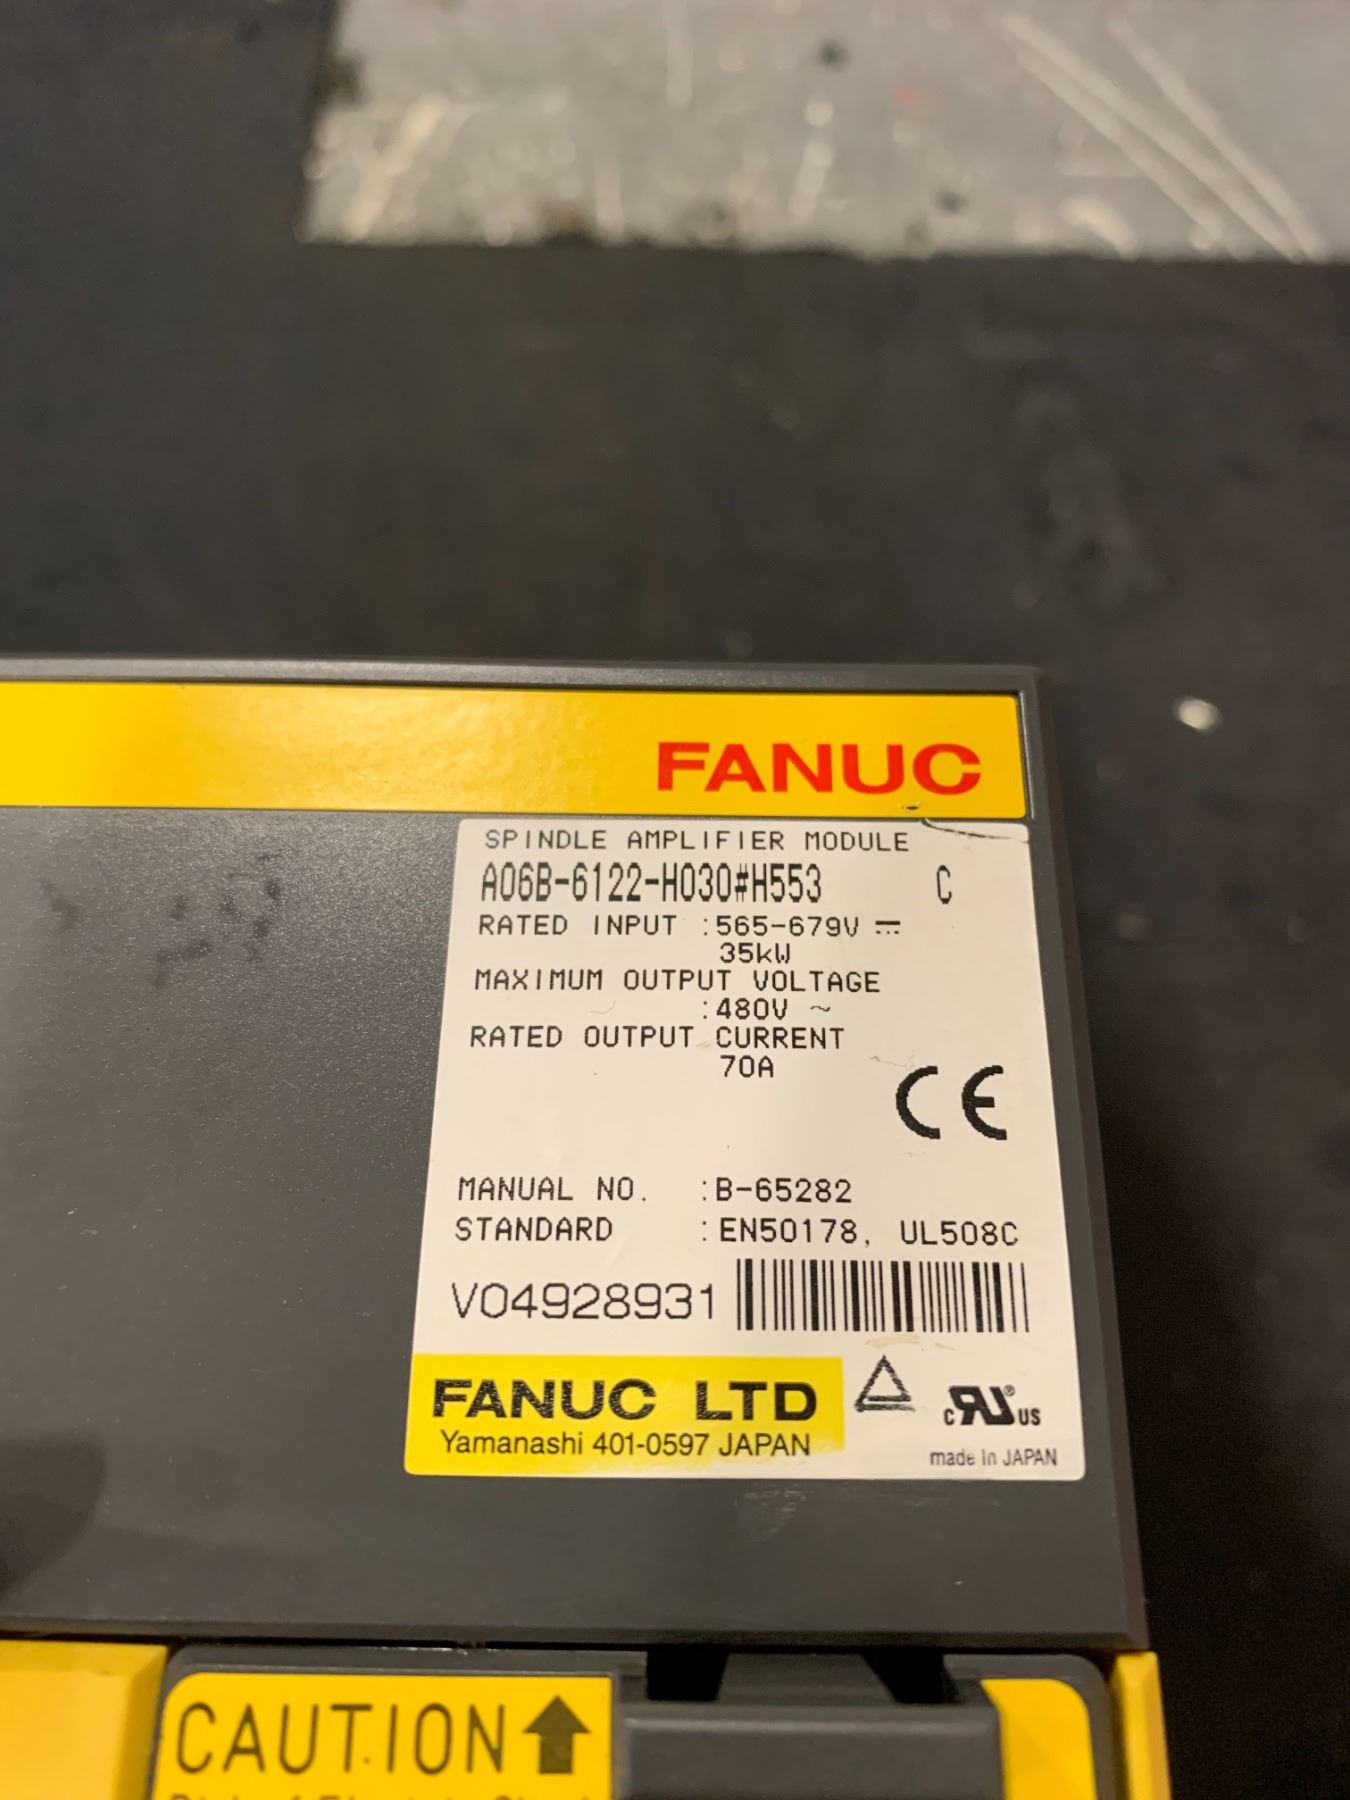 FANUC
SPINDLE AMPLIFIER MODULE
A06B-6122-H030#H553 C
RATED INPUT :565-679V ⎓
35kW
MAXIMUM OUTPUT VOLTAGE
:480V ~
RATED OUTPUT CURRENT
70A
CE
MANUAL NO. :B-65282
STANDARD :EN50178, UL508C
V04928931
FANUC LTD
Yamanashi 401-0597 JAPAN
c RU ® US
made in JAPAN
CAUTION